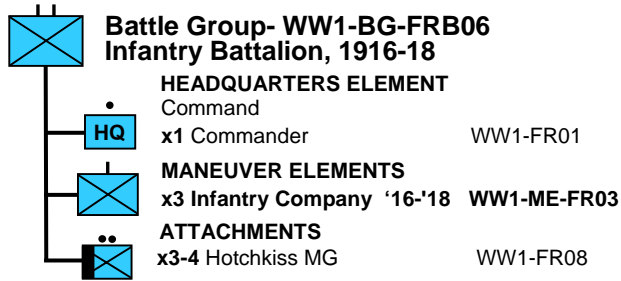 Battle Group- WW1-BG-FRB06
Infantry Battalion, 1916-18
HEADQUARTERS ELEMENT
Command
HQ x1 Commander WW1-FR01
MANEUVER ELEMENTS
x3 Infantry Company ‘16-'18 WW1-ME-FR03
ATTACHMENTS
x3-4 Hotchkiss MG WW1-FR08